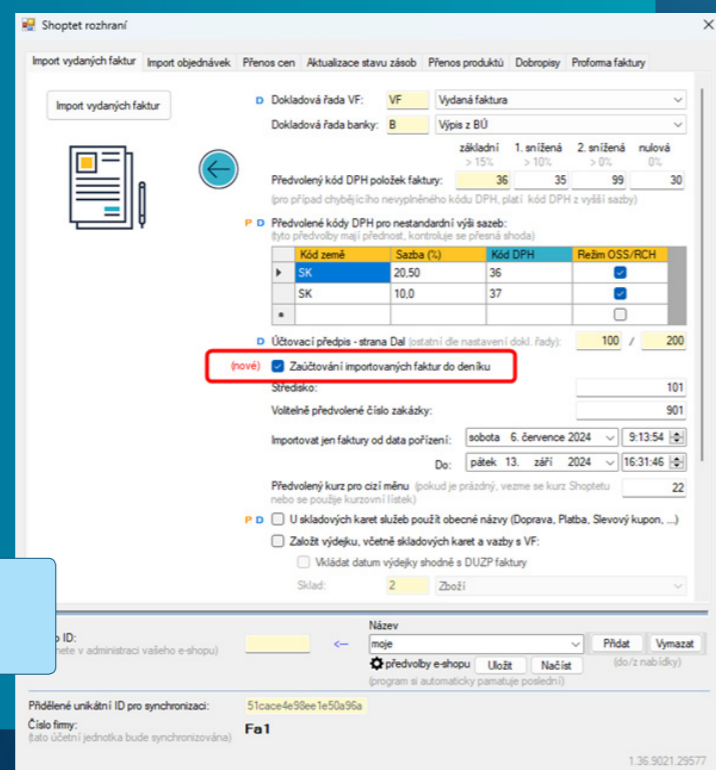 Shoptet rozhraní
Import vydaných faktur Import objednávek Přenos cen Aktualizace stavu zásob Přenos produktů Dobropisy Proforma faktury
Import vydaných faktur
D Dokladová řada VF: VF Vydaná faktura
Dokladová řada banky: B Výpis z BÚ
základní 1. snížená 2. snížená nulová
> 15% > 10% > 0% 0%
Předvolený kód DPH položek faktury: 36 35 99 30
(pro případ chybějícího nevyplněného kódu DPH, platí kód DPH z vyšší sazby)
P D Předvolené kódy DPH pro nestandardní výši sazeb:
(tyto předvolby mají přednost, kontroluje se přesná shoda)
Kód země Sazba (%) Kód DPH Režim OSS/RCH
SK 20,50 36
SK 10,0 37
D Účtovací předpis - strana Dal (ostatní dle nastavení dokl. řady): 100 / 200
(nové) Zaúčtování importovaných faktur do deníku
Středisko: 101
Volitelně předvolené číslo zakázky: 901
Importovat jen faktury od data pořízení: sobota 6. července 2024 9:13:54
Do: pátek 13. září 2024 16:31:46
Předvolený kurz pro cizí měnu (pokud je prázdný, vezme se kurz Shoptetu 22
nebo se použije kurzovní lístek)
P D U skladových karet služeb použít obecné názvy (Doprava, Platba, Slevový kupon, ...)
Založit výdejku, včetně skladových karet a vazby s VF:
Vkládat datum výdejky shodně s DUZP faktury
Sklad: 2 Zboží
Název
ID: <-- moje Přidat Vymazat
v administraci vašeho e-shopu) předvolby e-shopu Uložit Načíst (do/z nabídky)
(program si automaticky pamatuje poslední)
Přidělené unikátní ID pro synchronizaci: 51cace4e98ee1e50a96a
Číslo firmy: Fa1
(tato účetní jednotka bude synchronizována)
1.36.9021.29577